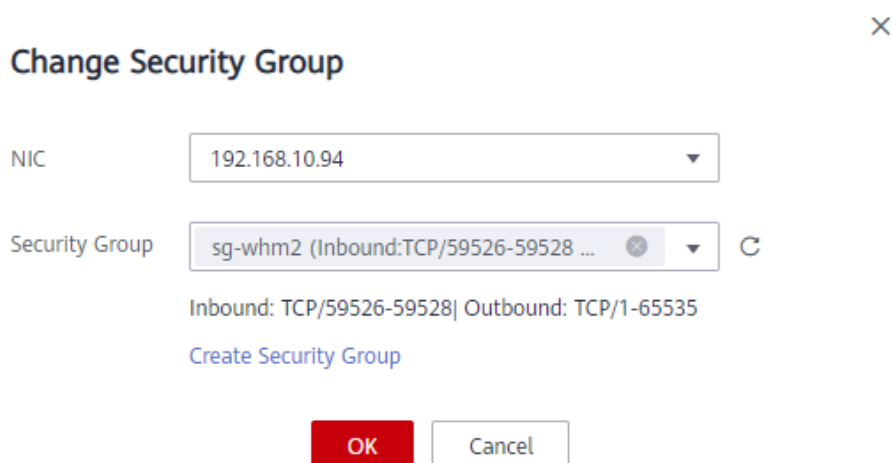 Change Security Group
NIC
192.168.10.94
Security Group
sg-whm2 (Inbound:TCP/59526-59528 ...
Inbound: TCP/59526-59528| Outbound: TCP/1-65535
Create Security Group
OK
Cancel